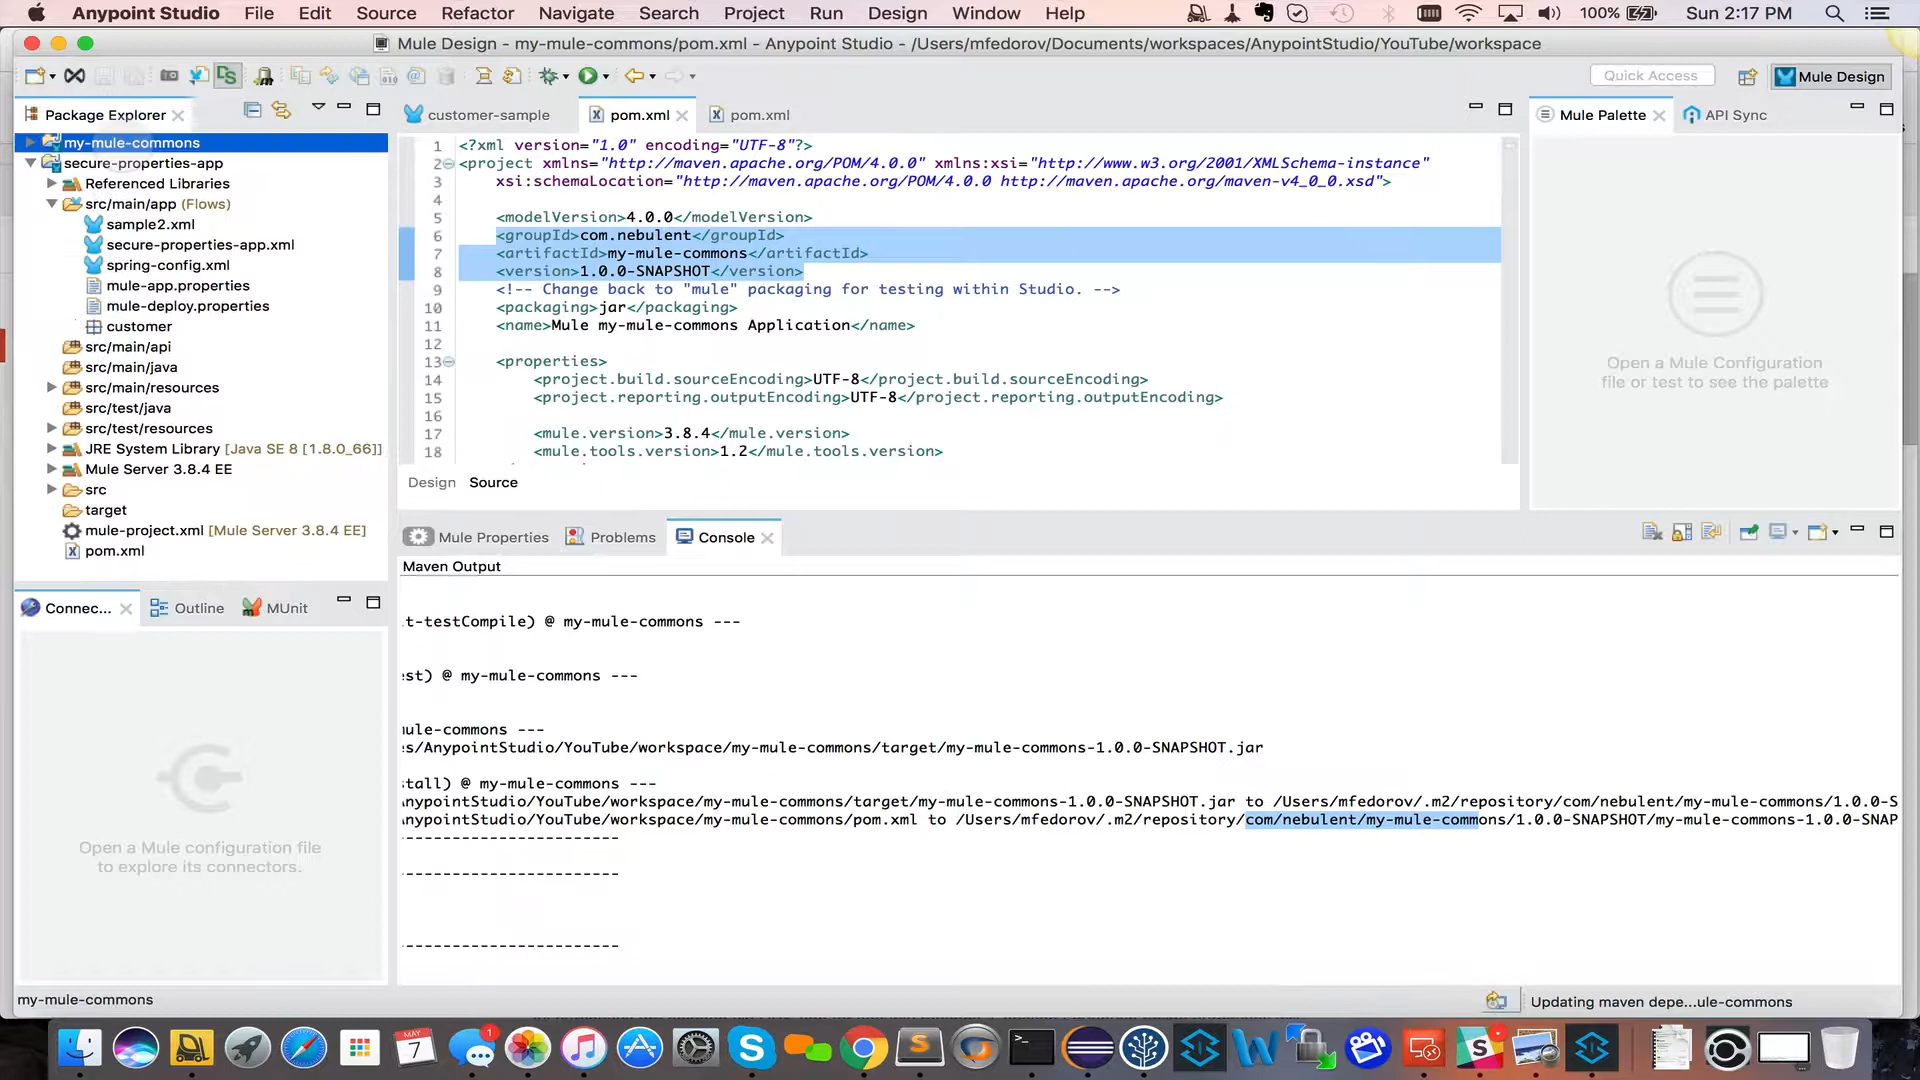 Anypoint Studio File Edit Source Refactor Navigate Search Project Run Design Window Help 100% Sun 2:17 PM
Mule Design - my-mule-commons/pom.xml - Anypoint Studio - /Users/mfedorov/Documents/workspaces/AnypointStudio/YouTube/workspace
Quick Access Mule Design
Package Explorer
my-mule-commons
secure-properties-app
Referenced Libraries
src/main/app (Flows)
sample2.xml
secure-properties-app.xml
spring-config.xml
mule-app.properties
mule-deploy.properties
customer
src/main/api
src/main/java
src/main/resources
src/test/java
src/test/resources
JRE System Library [Java SE 8 [1.8.0_66]]
Mule Server 3.8.4 EE
src
target
mule-project.xml [Mule Server 3.8.4 EE]
pom.xml
customer-sample pom.xml pom.xml
1 <?xml version="1.0" encoding="UTF-8"?>
2 <project xmlns="http://maven.apache.org/POM/4.0.0" xmlns:xsi="http://www.w3.org/2001/XMLSchema-instance"
3 xsi:schemaLocation="http://maven.apache.org/POM/4.0.0 http://maven.apache.org/maven-v4_0_0.xsd">
4
5 <modelVersion>4.0.0</modelVersion>
6 <groupId>com.nebulent</groupId>
7 <artifactId>my-mule-commons</artifactId>
8 <version>1.0.0-SNAPSHOT</version>
9 <!-- Change back to "mule" packaging for testing within Studio. -->
10 <packaging>jar</packaging>
11 <name>Mule my-mule-commons Application</name>
12
13 <properties>
14 <project.build.sourceEncoding>UTF-8</project.build.sourceEncoding>
15 <project.reporting.outputEncoding>UTF-8</project.reporting.outputEncoding>
16
17 <mule.version>3.8.4</mule.version>
18 <mule.tools.version>1.2</mule.tools.version>
Design Source
Mule Palette API Sync
Open a Mule Configuration
file or test to see the palette
Connec... Outline MUnit
Open a Mule configuration file
to explore its connectors.
Mule Properties Problems Console
Maven Output
t-testCompile) @ my-mule-commons ---
est) @ my-mule-commons ---
mule-commons ---
es/AnypointStudio/YouTube/workspace/my-mule-commons/target/my-mule-commons-1.0.0-SNAPSHOT.jar
stall) @ my-mule-commons ---
AnypointStudio/YouTube/workspace/my-mule-commons/target/my-mule-commons-1.0.0-SNAPSHOT.jar to /Users/mfedorov/.m2/repository/com/nebulent/my-mule-commons/1.0.0-S
AnypointStudio/YouTube/workspace/my-mule-commons/pom.xml to /Users/mfedorov/.m2/repository/com/nebulent/my-mule-commons/1.0.0-SNAPSHOT/my-mule-commons-1.0.0-SNAP
------------------------
------------------------
------------------------
my-mule-commons
Updating maven depe...ule-commons
MAY
7
1